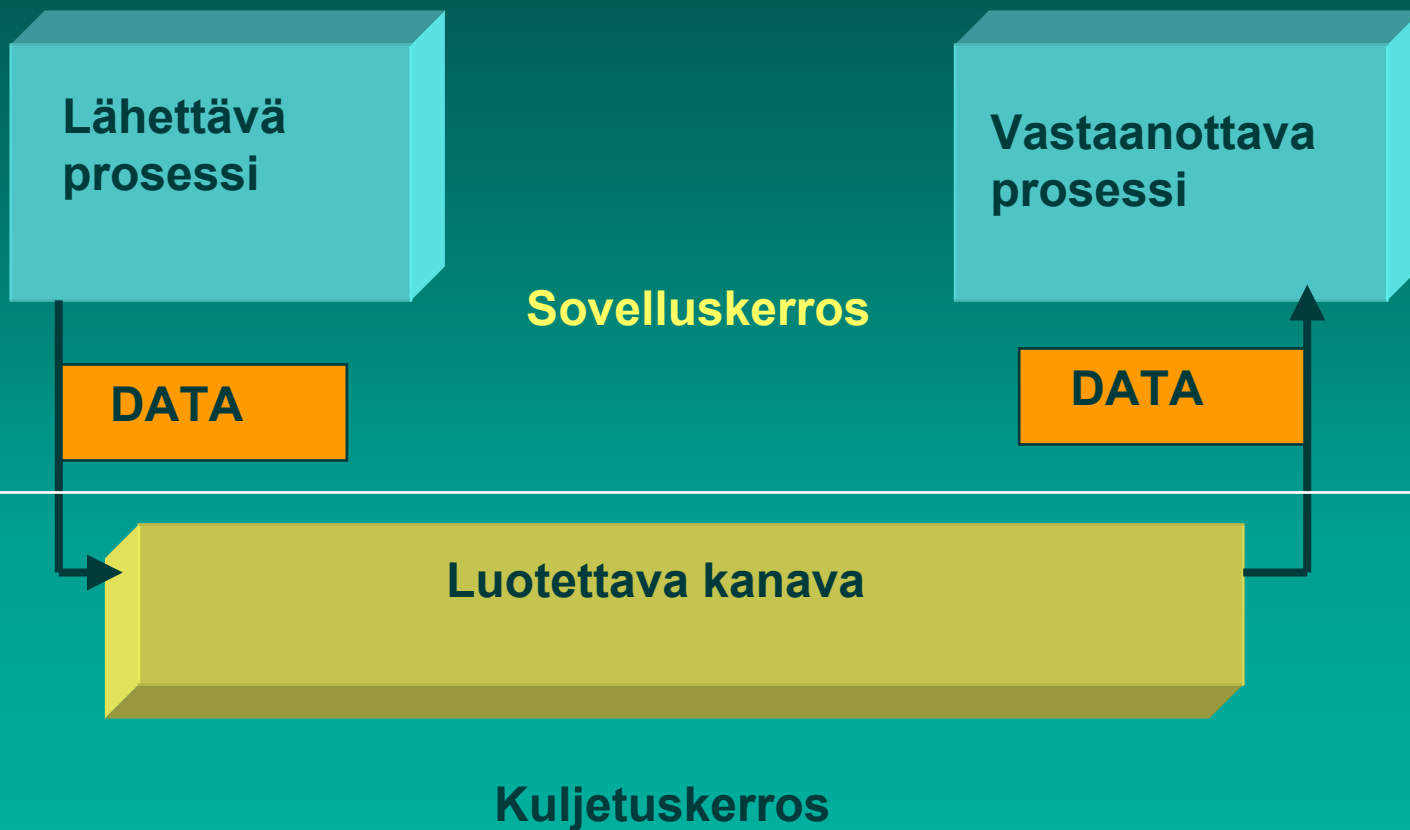 Lähettävä
prosessi
Vastaanottava
prosessi
Sovelluskerros
DATA
DATA
Luotettava kanava
Kuljetuskerros